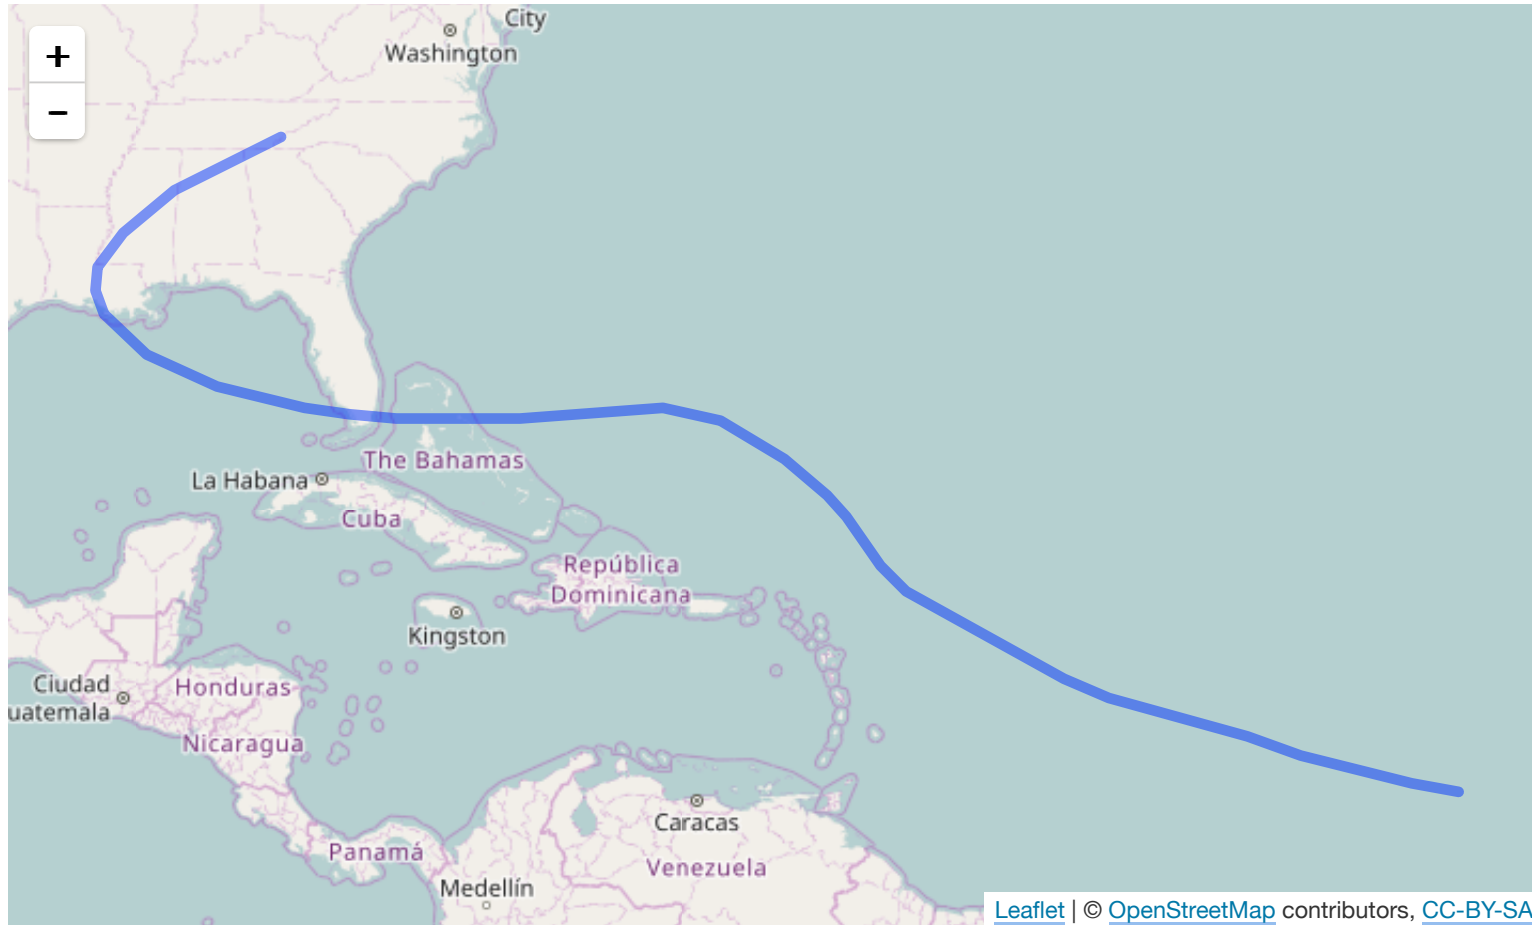 City
+
Washington
−
The Bahamas
La Habana
Cuba
República
Dominicana
Kingston
Ciudad
uatemala
Honduras
Nicaragua
Caracas
Panamá
Venezuela
Medellín
Leaflet | © OpenStreetMap contributors, CC-BY-SA